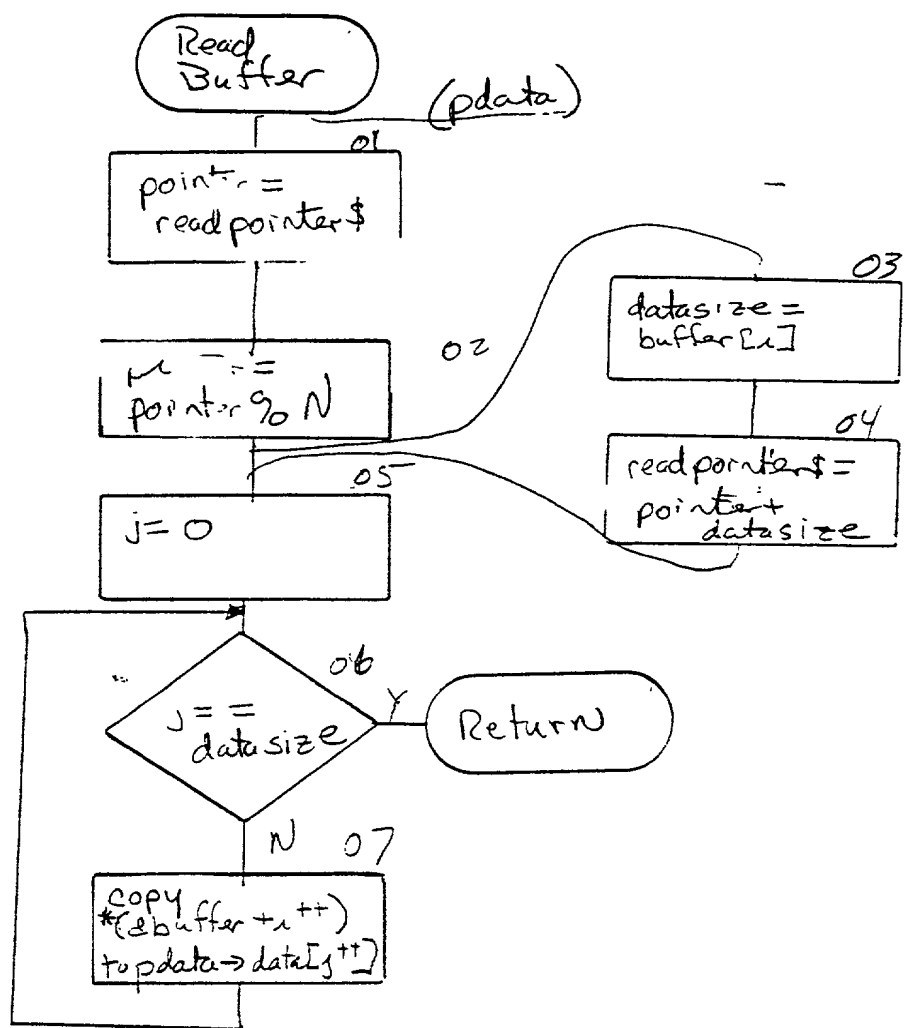 Read
Buffer
(pdata)
01
=
readpointer$
02
=
pointer % N
03
datasize =
buffer[i]
04
readpointer$ =
pointer +
datasize
05
j = 0
06
j = =
datasize
Y
Return
N
07
copy
*(&buffer + i++)
to pdata → data[j++]